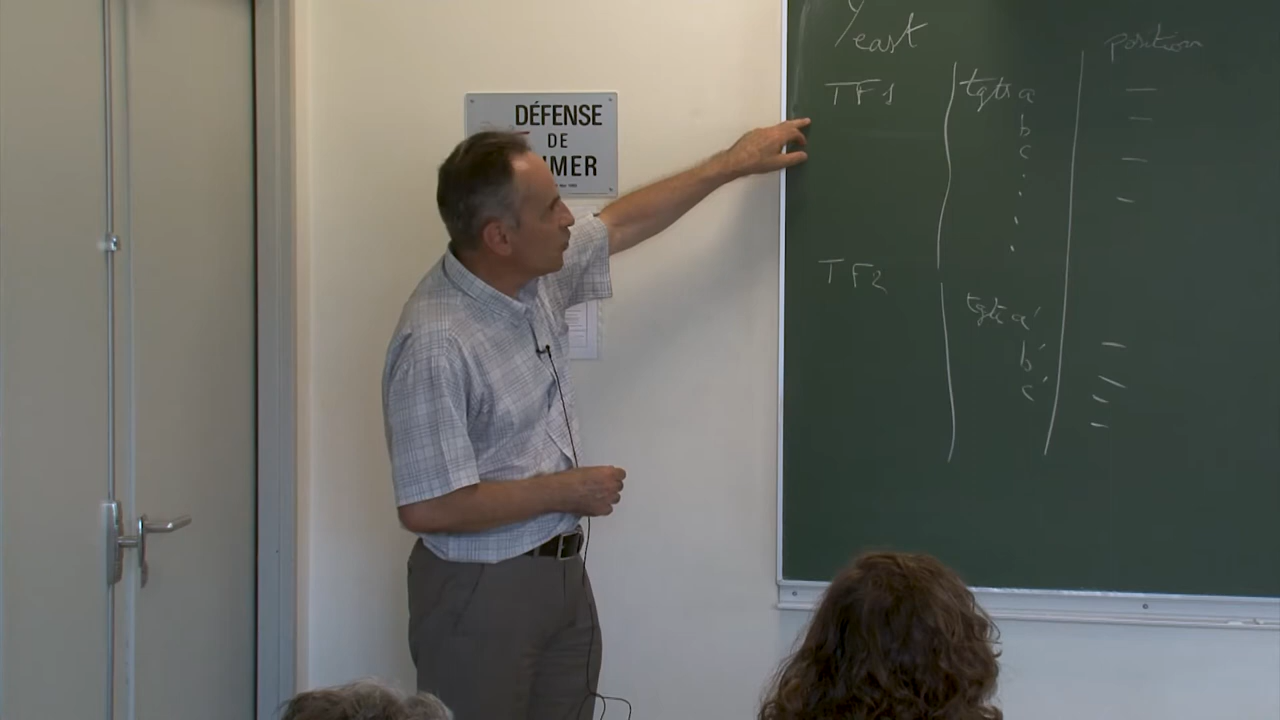 Yeast
position
TF1 tgts a —
b —
c —
. —
.
.
.
TF2
tgts a'
b' —
c' —
—
—
DÉFENSE
DE
MER